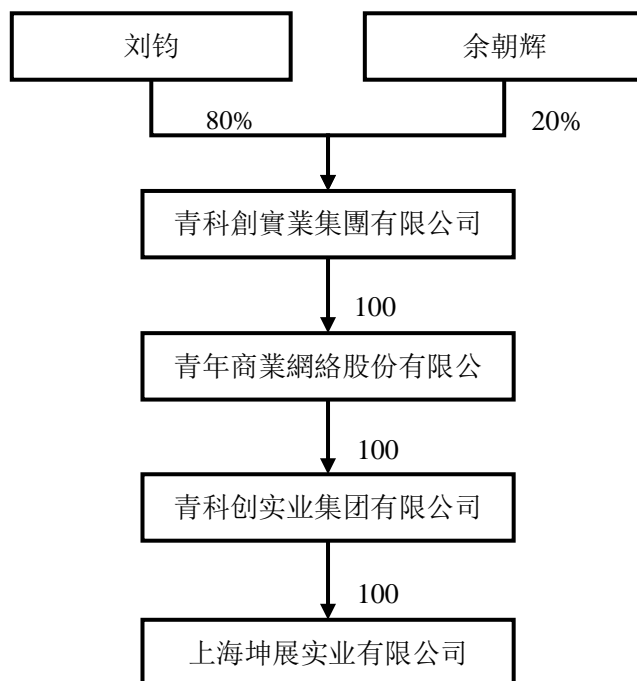 刘钧
余朝辉
80%
20%
青科創實業集團有限公司
100
青年商業網絡股份有限公
100
青科创实业集团有限公司
100
上海坤展实业有限公司